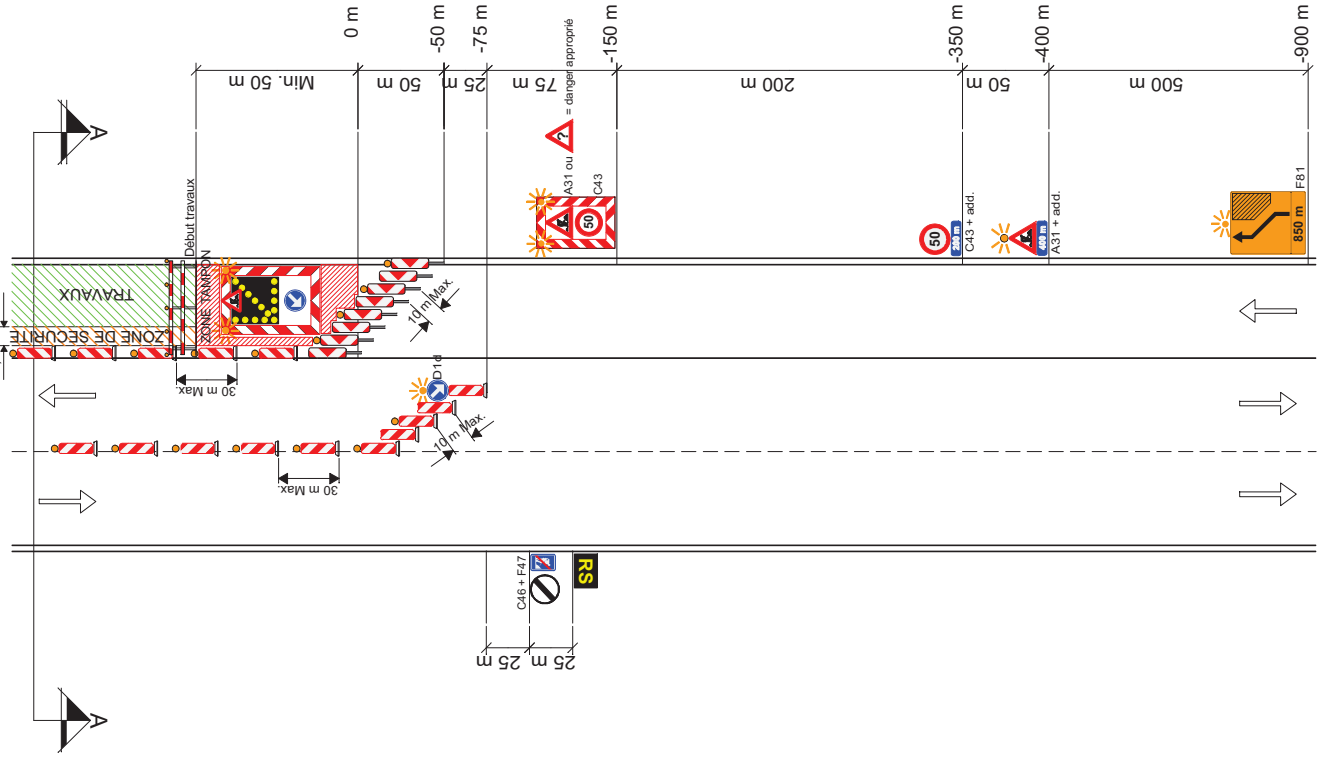 0 m
-50 m
-75 m
-150 m
-350 m
-400 m
-900 m
Min. 50 m
50 m
25 m
75 m
200 m
50 m
500 m
A
A
Début travaux
TRAVAUX
ZONE DE SÉCURITÉ
ZONE TAMPON
30 m Max.
10 m Max.
D1d
10 m Max.
30 m Max.
A31 ou ? = danger approprié
C43
50
50
200 m
C43 + add.
400 m
A31 + add.
850 m
F81
C46 + F47
RS
25 m
25 m